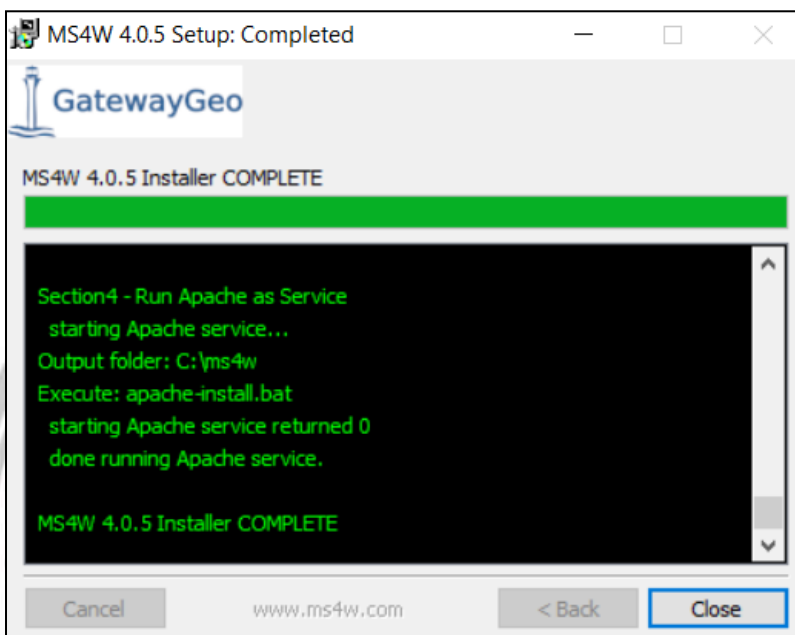 MS4W 4.0.5 Setup: Completed
GatewayGeo
MS4W 4.0.5 Installer COMPLETE
Section4 - Run Apache as Service
starting Apache service...
Output folder: C:\ms4w
Execute: apache-install.bat
starting Apache service returned 0
done running Apache service.
MS4W 4.0.5 Installer COMPLETE
Cancel www.ms4w.com < Back Close